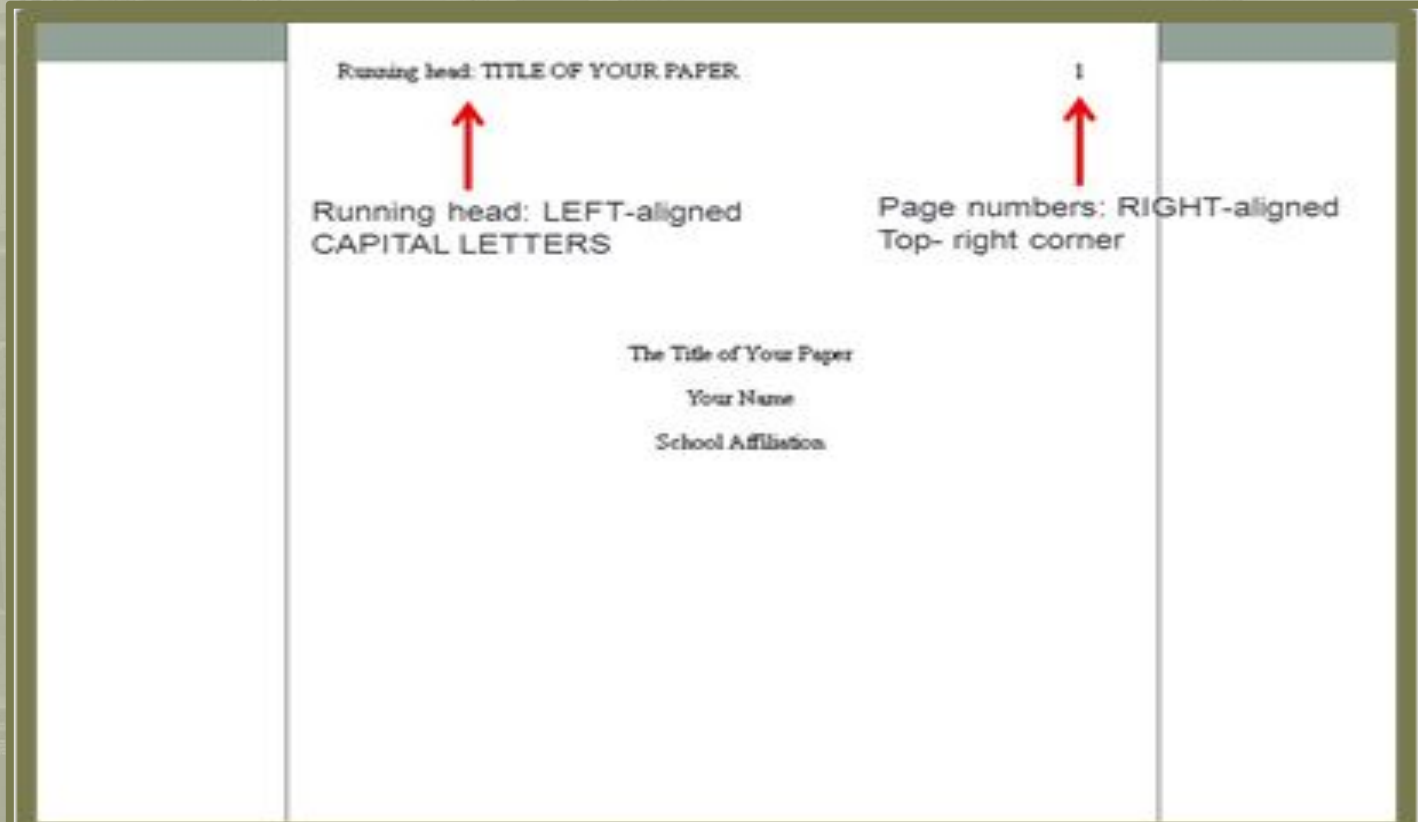 Running head: TITLE OF YOUR PAPER 1
Running head: LEFT-aligned
CAPITAL LETTERS
Page numbers: RIGHT-aligned
Top- right corner
The Title of Your Paper
Your Name
School Affiliation